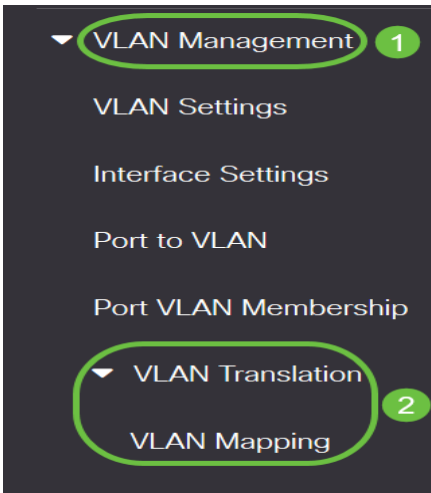 VLAN Management 1
VLAN Settings
Interface Settings
Port to VLAN
Port VLAN Membership
VLAN Translation
2
VLAN Mapping